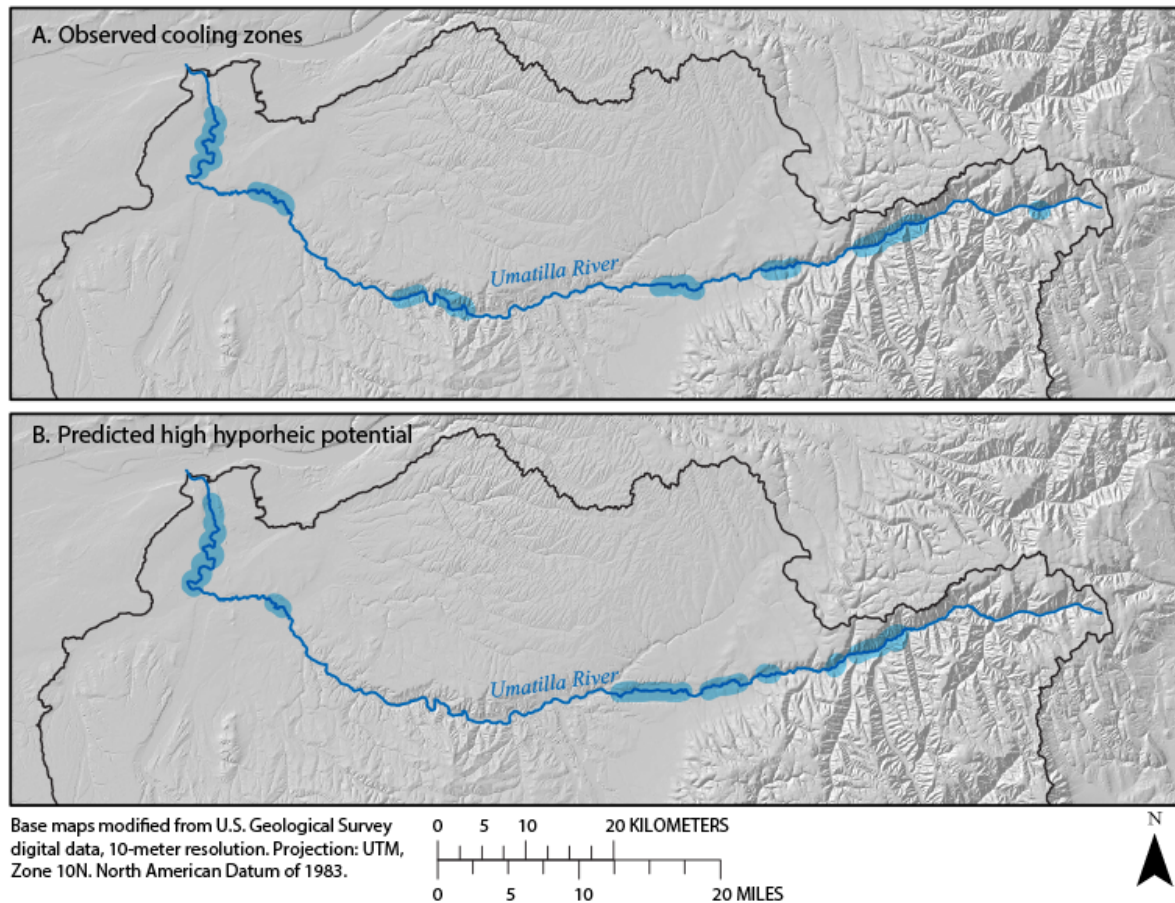 A. Observed cooling zones
Umatilla River
B. Predicted high hyporheic potential
Umatilla River
Base maps modified from U.S. Geological Survey
digital data, 10-meter resolution. Projection: UTM,
Zone 10N. North American Datum of 1983.
0 5 10 20 KILOMETERS
0 5 10 20 MILES
N